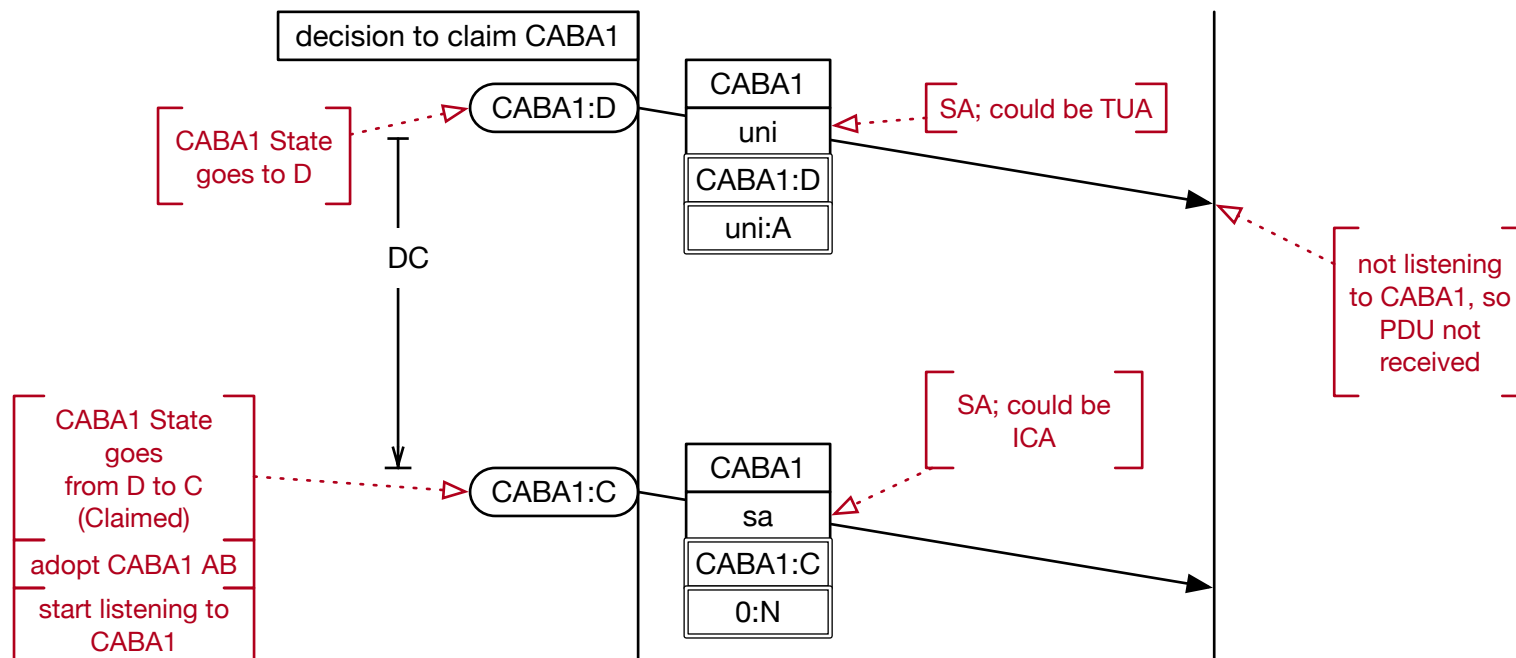 decision to claim CABA1
CABA1:D
CABA1 State
goes to D
CABA1
uni
CABA1:D
uni:A
SA; could be TUA
DC
not listening
to CABA1, so
PDU not
received
CABA1 State
goes
from D to C
(Claimed)
adopt CABA1 AB
start listening to
CABA1
CABA1:C
CABA1
sa
CABA1:C
0:N
SA; could be
ICA